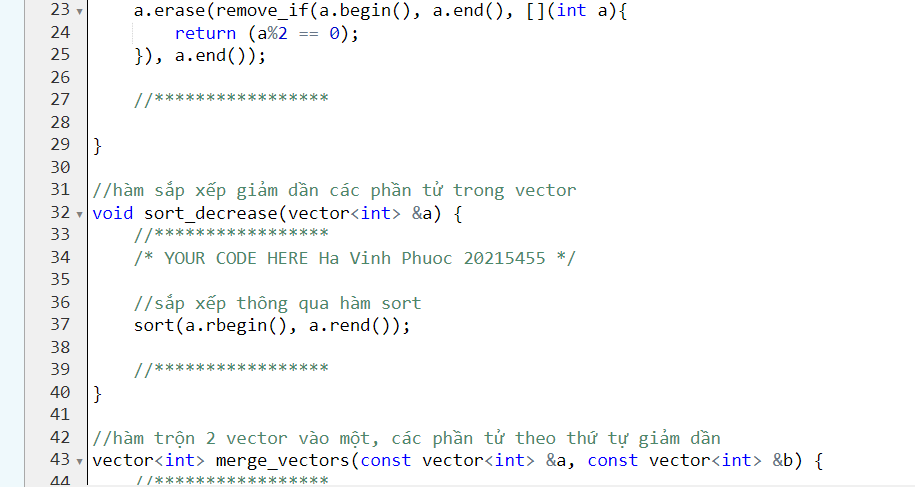 23 a.erase(remove_if(a.begin(), a.end(), [](int a){
24 return (a%2 == 0);
25 }), a.end());
26
27 //*****************
28
29 }
30
31 //hàm sắp xếp giảm dần các phần tử trong vector
32 void sort_decrease(vector<int> &a) {
33 //*****************
34 /* YOUR CODE HERE Ha Vinh Phuoc 20215455 */
35
36 //sắp xếp thông qua hàm sort
37 sort(a.rbegin(), a.rend());
38
39 //*****************
40 }
41
42 //hàm trộn 2 vector vào một, các phần tử theo thứ tự giảm dần
43 vector<int> merge_vectors(const vector<int> &a, const vector<int> &b) {
44 //*****************